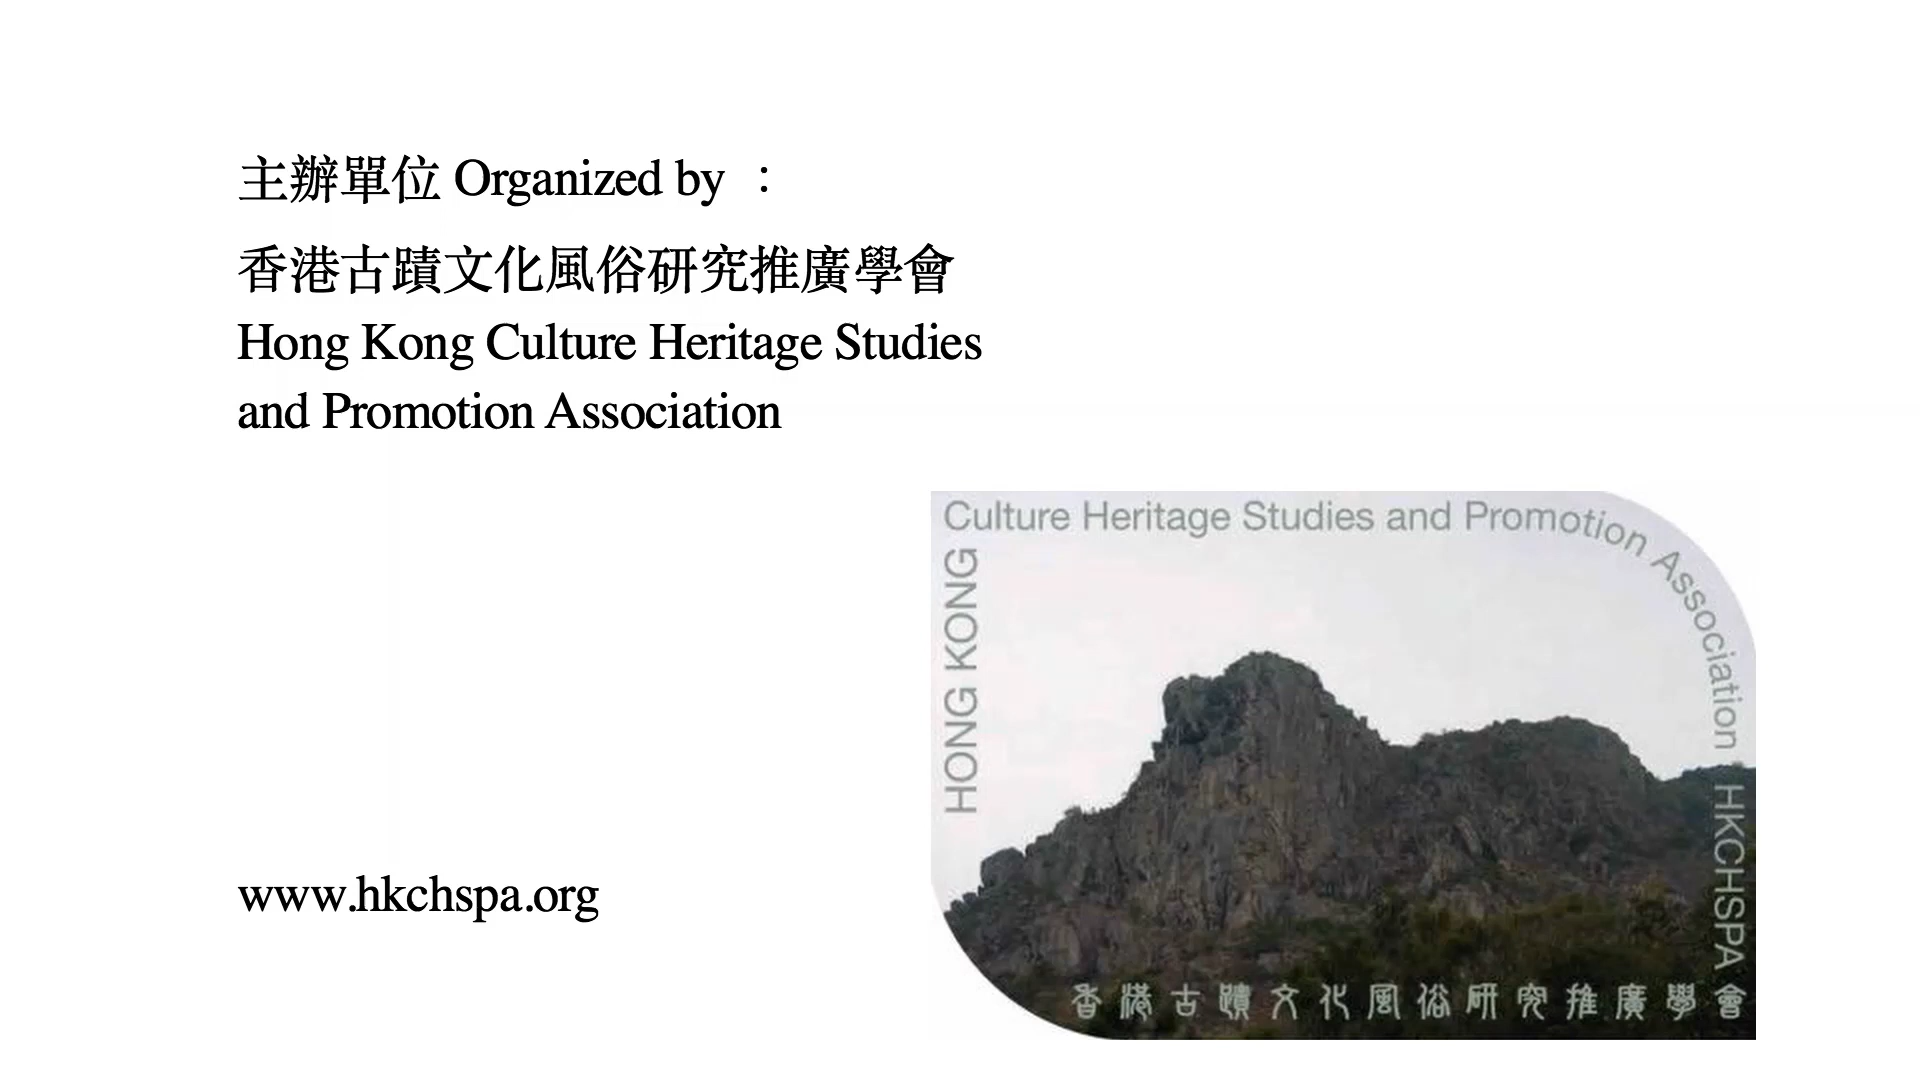 主辦單位 Organized by ：
香港古蹟文化風俗研究推廣學會
Hong Kong Culture Heritage Studies
and Promotion Association
HONG KONG Culture Heritage Studies and Promotion Association HKCHSPA
香港古蹟文化風俗研究推廣學會
www.hkchspa.org